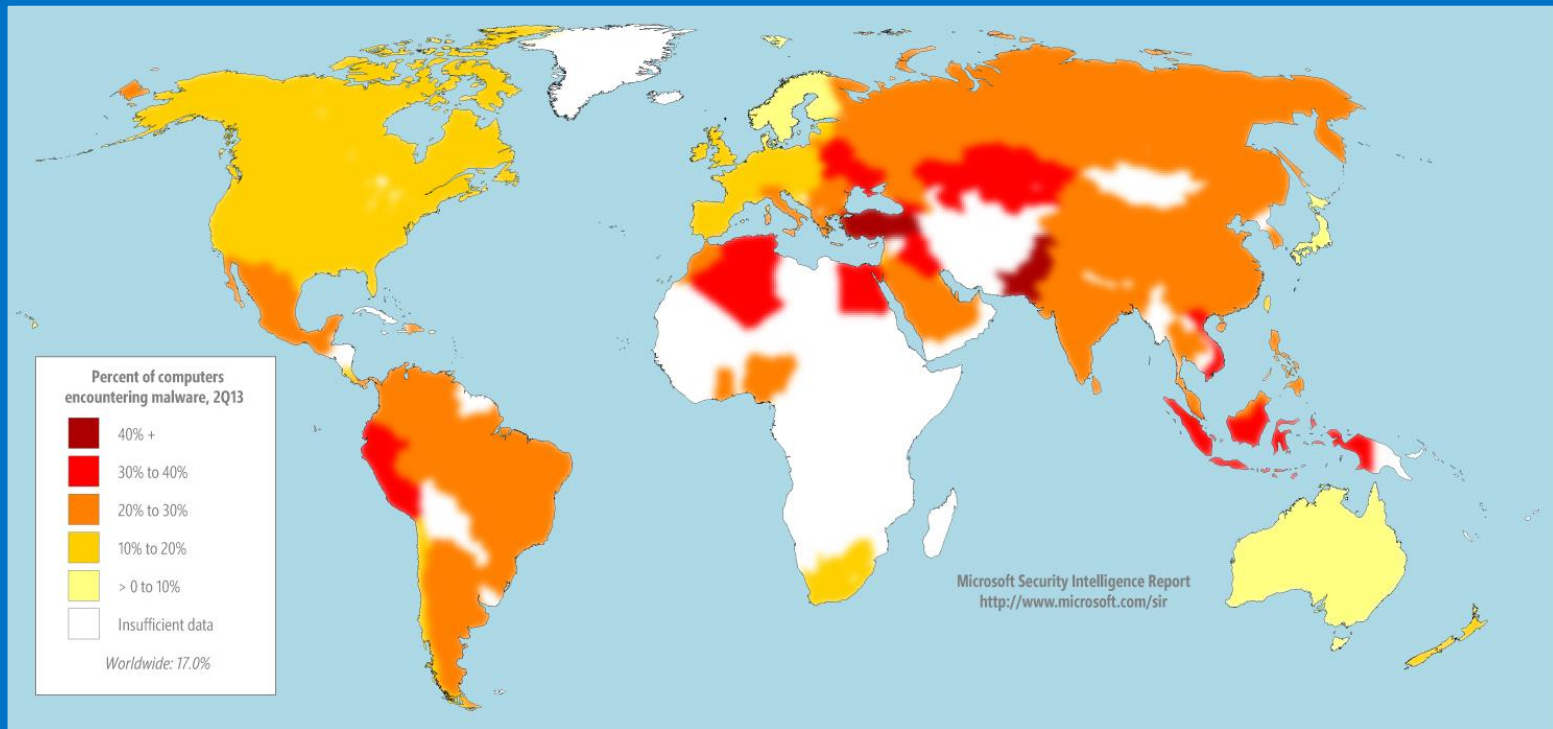 Percent of computers
encountering malware, 2Q13
40% +
30% to 40%
20% to 30%
10% to 20%
> 0 to 10%
Insufficient data
Worldwide: 17.0%
Microsoft Security Intelligence Report
http://www.microsoft.com/sir